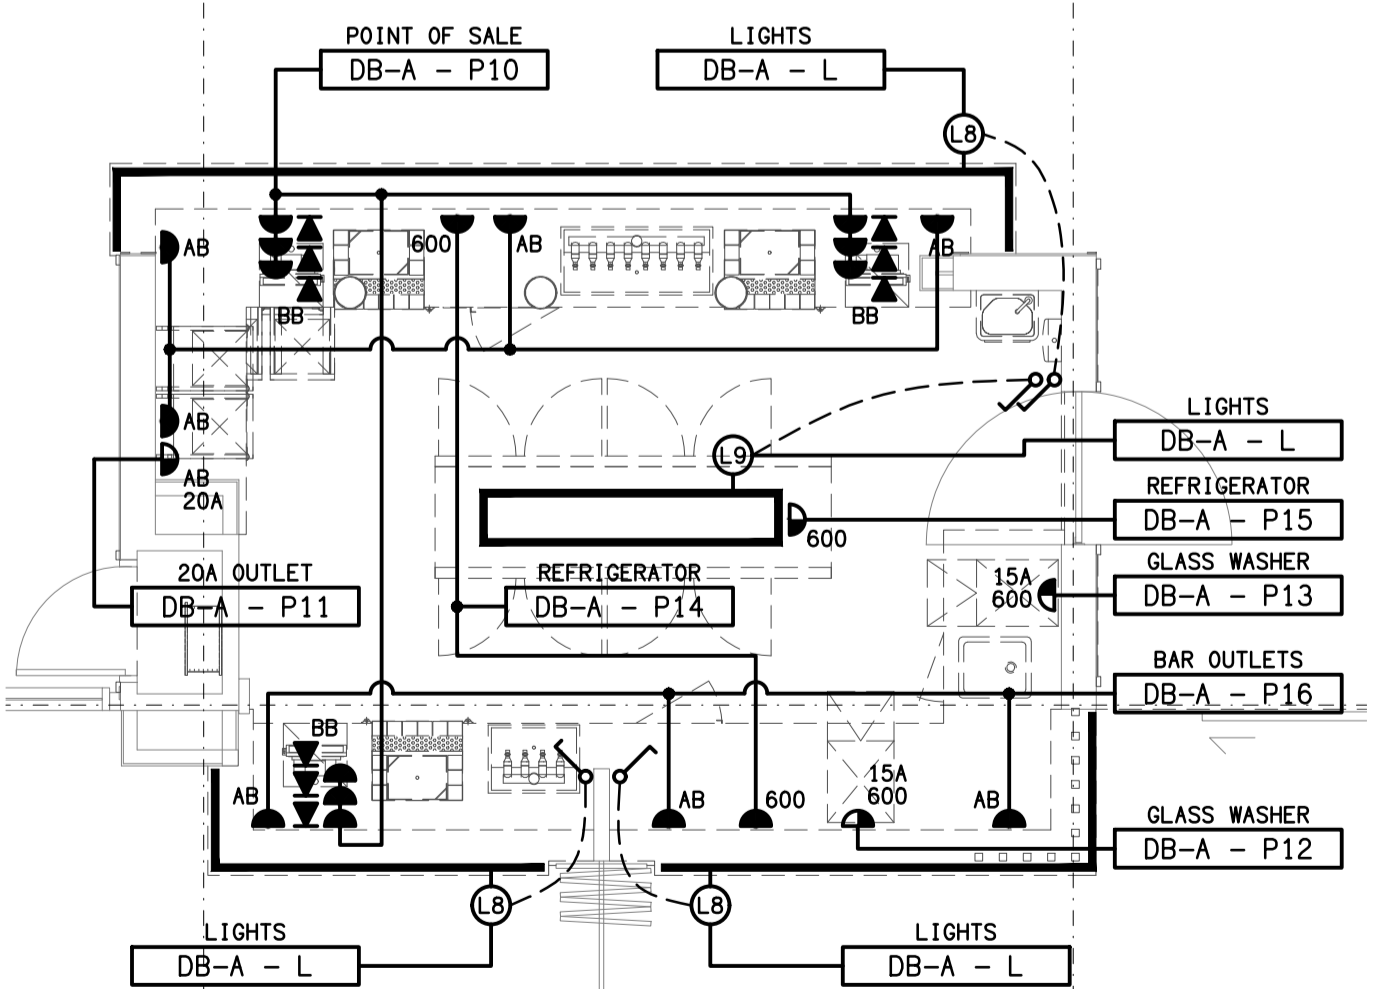 POINT OF SALE
DB-A - P10
LIGHTS
DB-A - L
L8
AB
600
AB
AB
BB
BB
AB
AB
20A
L9
LIGHTS
DB-A - L
REFRIGERATOR
DB-A - P15
600
20A OUTLET
DB-A - P11
REFRIGERATOR
DB-A - P14
15A
600
GLASS WASHER
DB-A - P13
BAR OUTLETS
DB-A - P16
BB
AB
AB
600
15A
600
AB
GLASS WASHER
DB-A - P12
L8
L8
LIGHTS
DB-A - L
LIGHTS
DB-A - L